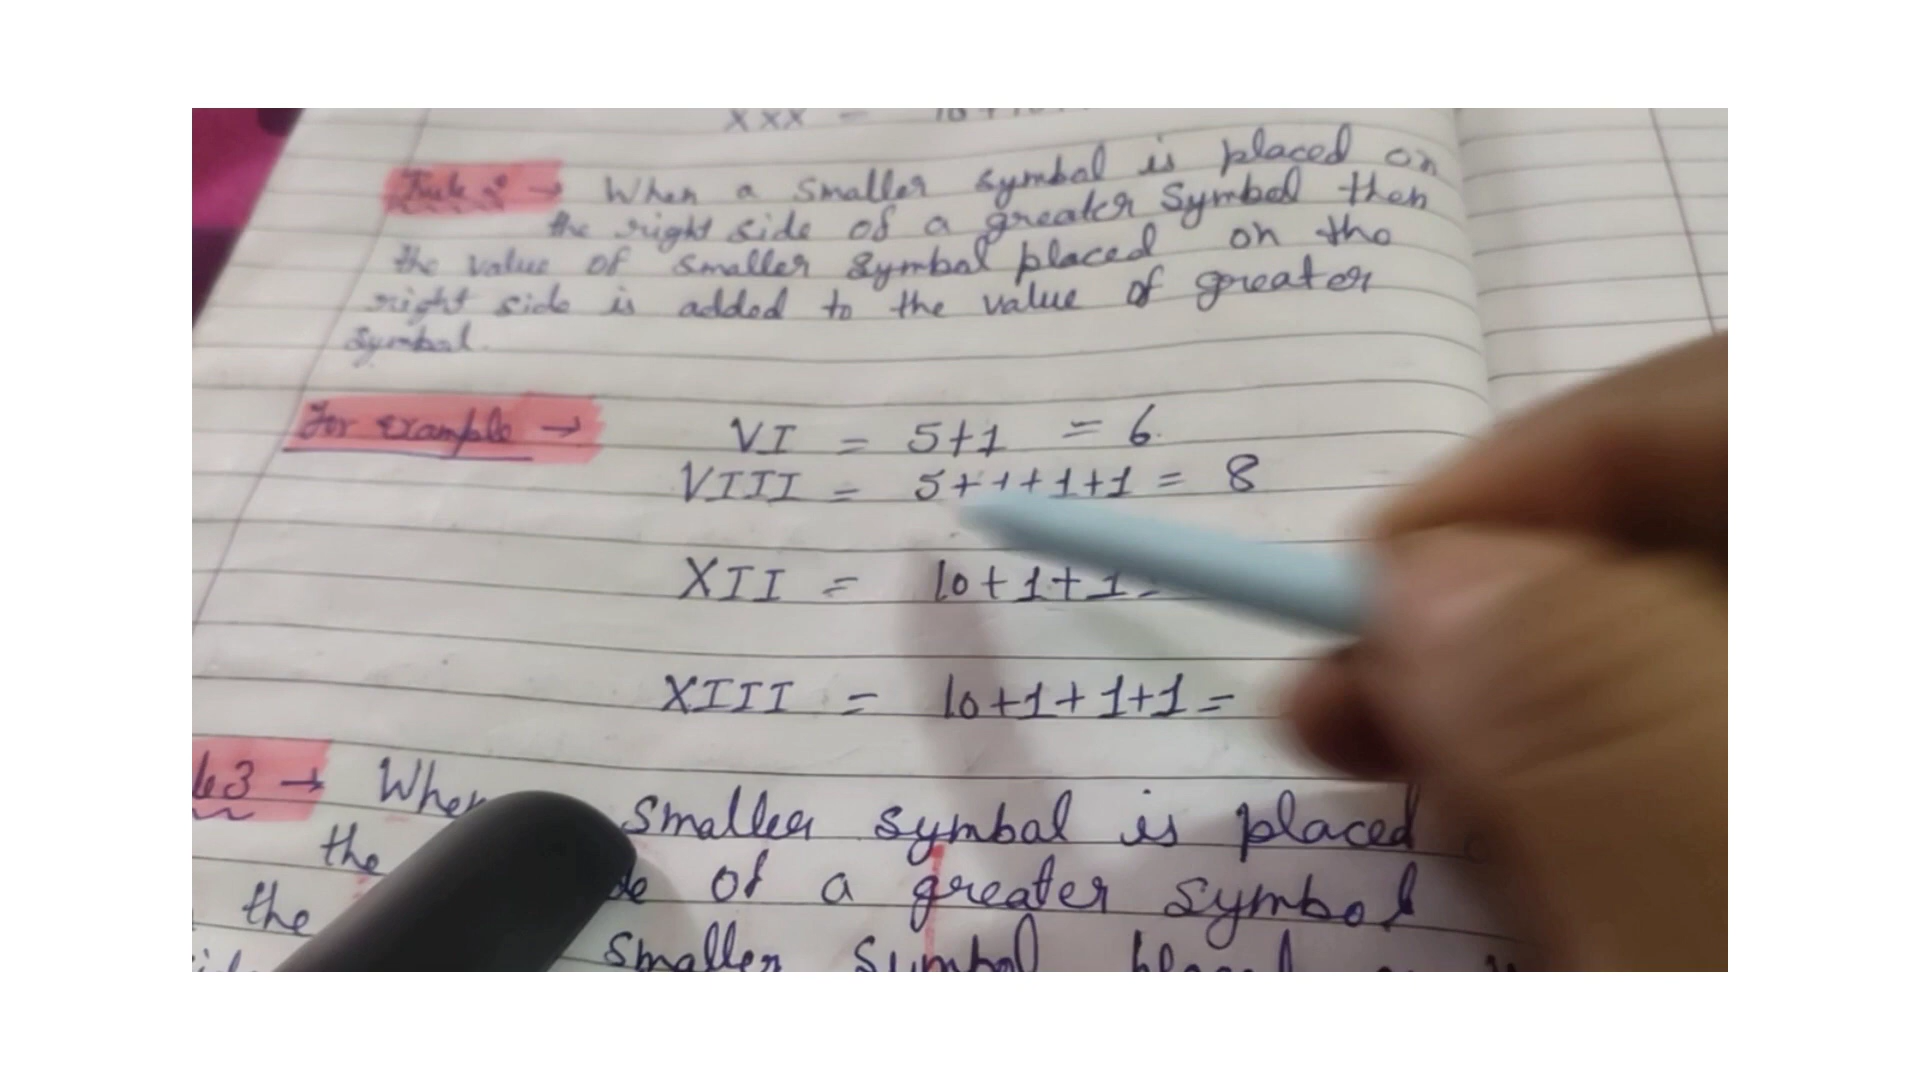 XXX =
Rule 2 → When a smaller symbol is placed on
the right side of a greater symbol then
the value of smaller symbol placed on the
right side is added to the value of greater
symbol.
For example → VI = 5+1 = 6.
VIII = 5+1+1+1 = 8
XII = 10+1+1=
XIII = 10+1+1+1=
3 → When smaller symbol is placed
the of a greater symbol
the smaller symbol placed